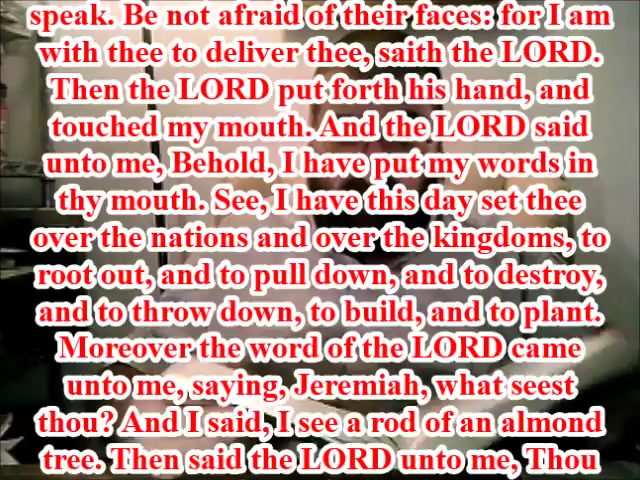 speak. Be not afraid of their faces: for I am
with thee to deliver thee, saith the LORD.
Then the LORD put forth his hand, and
touched my mouth. And the LORD said
unto me, Behold, I have put my words in
thy mouth. See, I have this day set thee
over the nations and over the kingdoms, to
root out, and to pull down, and to destroy,
and to throw down, to build, and to plant.
Moreover the word of the LORD came
unto me, saying, Jeremiah, what seest
thou? And I said, I see a rod of an almond
tree. Then said the LORD unto me, Thou